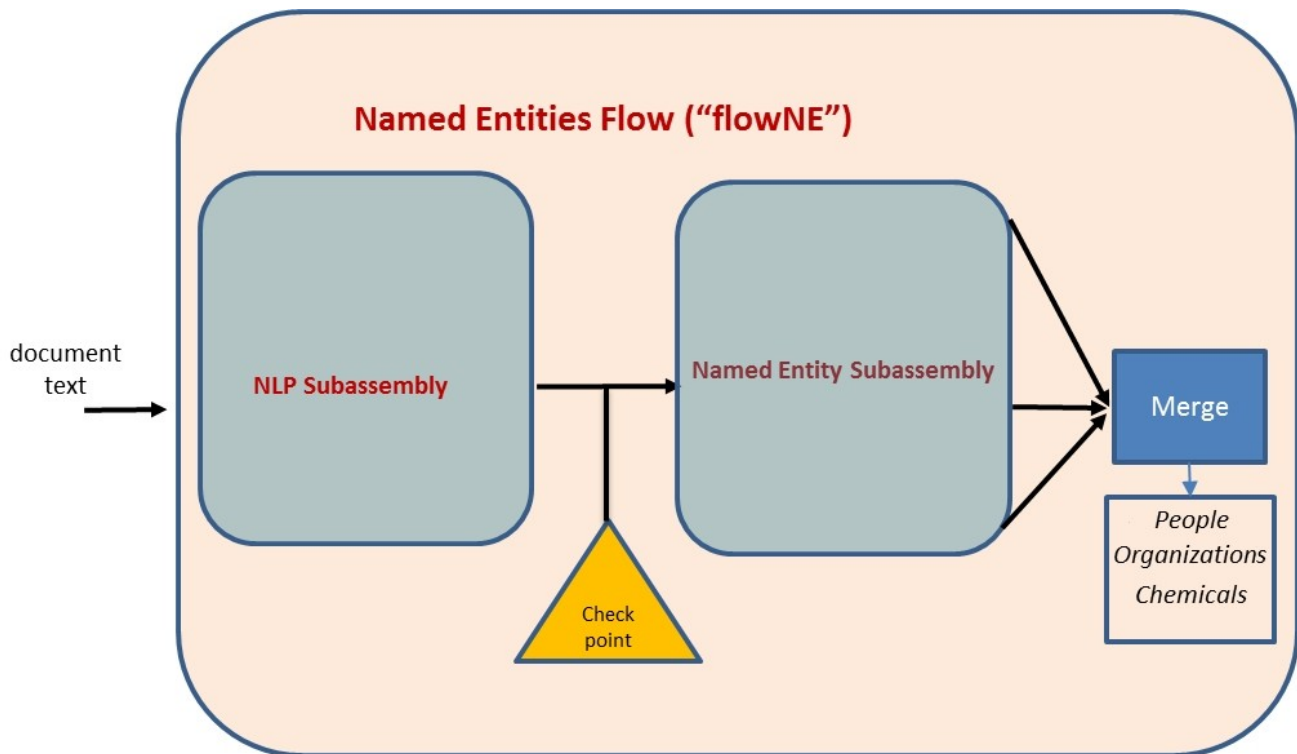 Named Entities Flow (“flowNE”)
document
text
NLP Subassembly
Named Entity Subassembly
Merge
People
Organizations
Chemicals
Check
point